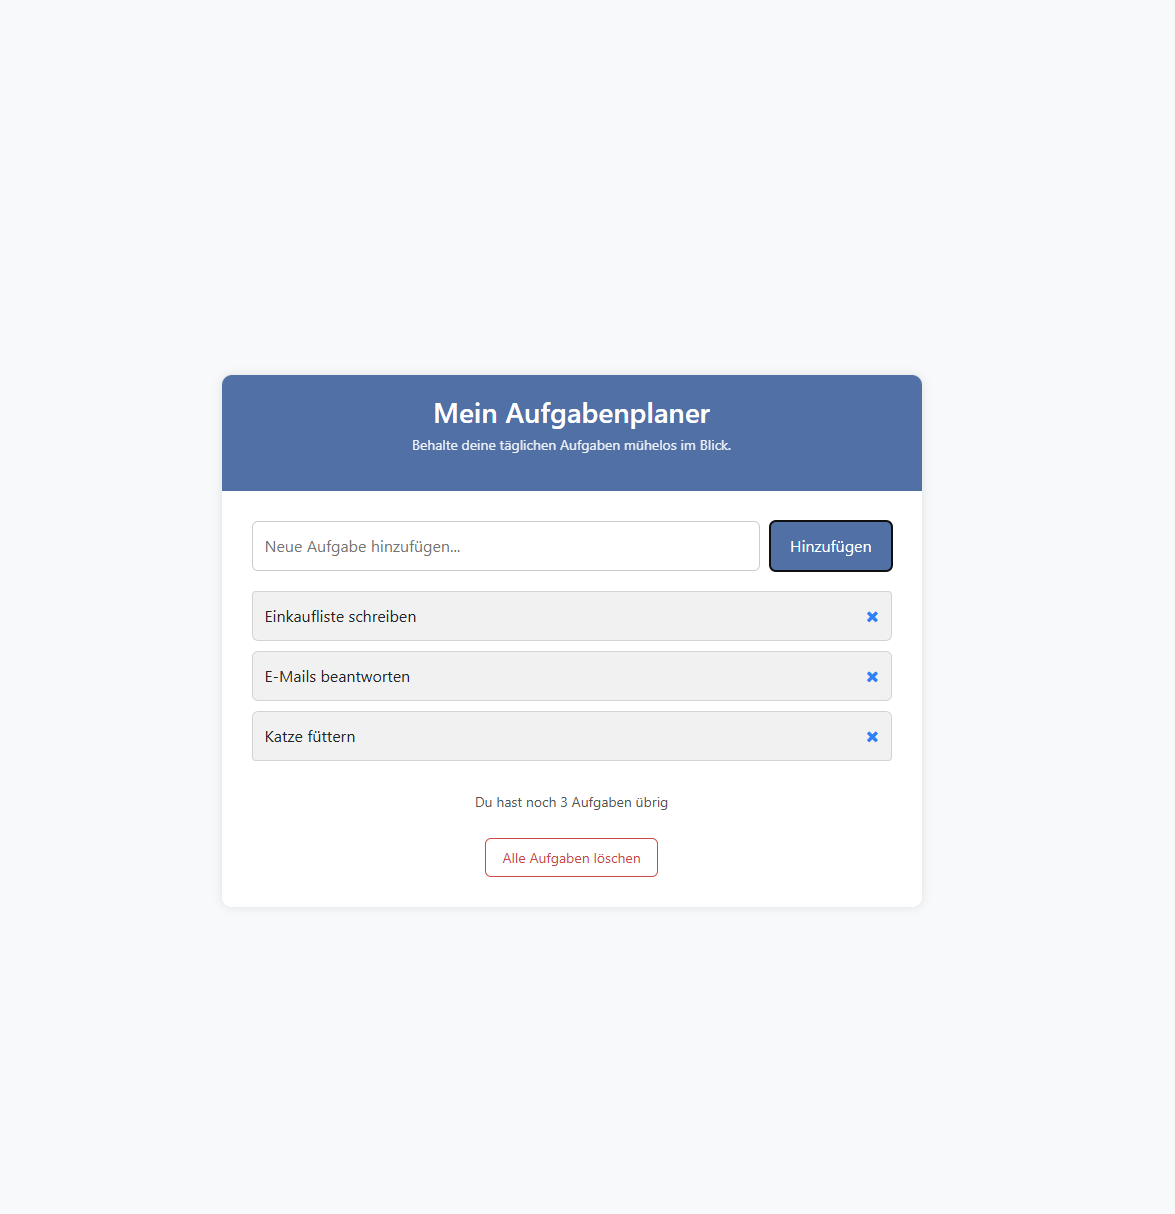 Mein Aufgabenplaner
Behalte deine täglichen Aufgaben mühelos im Blick.
Neue Aufgabe hinzufügen...
Hinzufügen
Einkaufliste schreiben
E-Mails beantworten
Katze füttern
Du hast noch 3 Aufgaben übrig
Alle Aufgaben löschen